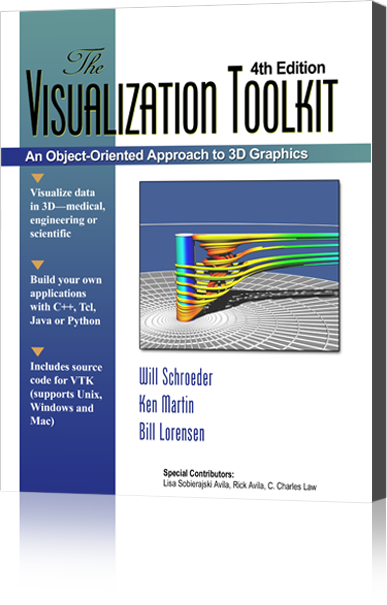 The
4th Edition
VISUALIZATION TOOLKIT
An Object-Oriented Approach to 3D Graphics
Visualize data
in 3D—medical,
engineering or
scientific
Build your own
applications
with C++, Tcl,
Java or Python
Includes source
code for VTK
(supports Unix,
Windows and
Mac)
Will Schroeder
Ken Martin
Bill Lorensen
Special Contributors:
Lisa Sobierajski Avila, Rick Avila, C. Charles Law